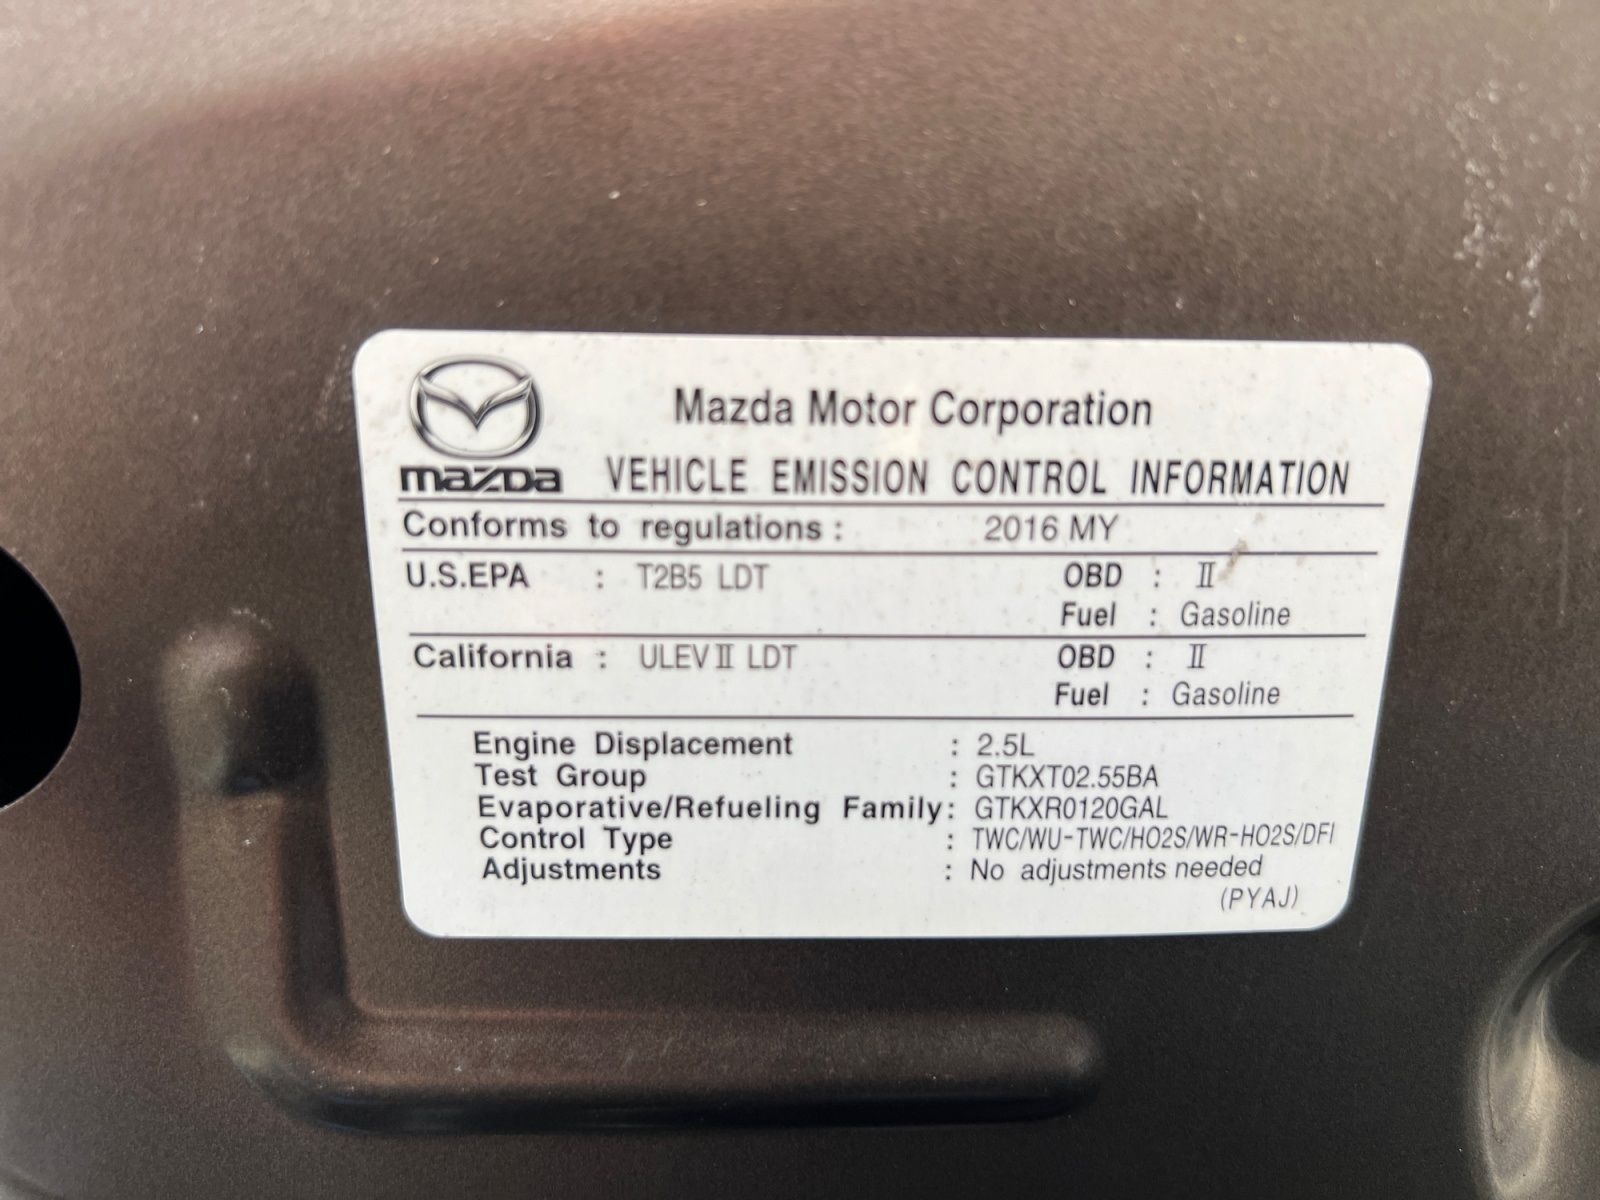 Mazda Motor Corporation
mazda VEHICLE EMISSION CONTROL INFORMATION
Conforms to regulations : 2016 MY
U.S.EPA : T2B5 LDT OBD : II
Fuel : Gasoline
California : ULEV II LDT OBD : II
Fuel : Gasoline
Engine Displacement : 2.5L
Test Group : GTKXT02.55BA
Evaporative/Refueling Family : GTKXR0120GAL
Control Type : TWC/WU-TWC/HO2S/WR-HO2S/DFI
Adjustments : No adjustments needed
(PYAJ)